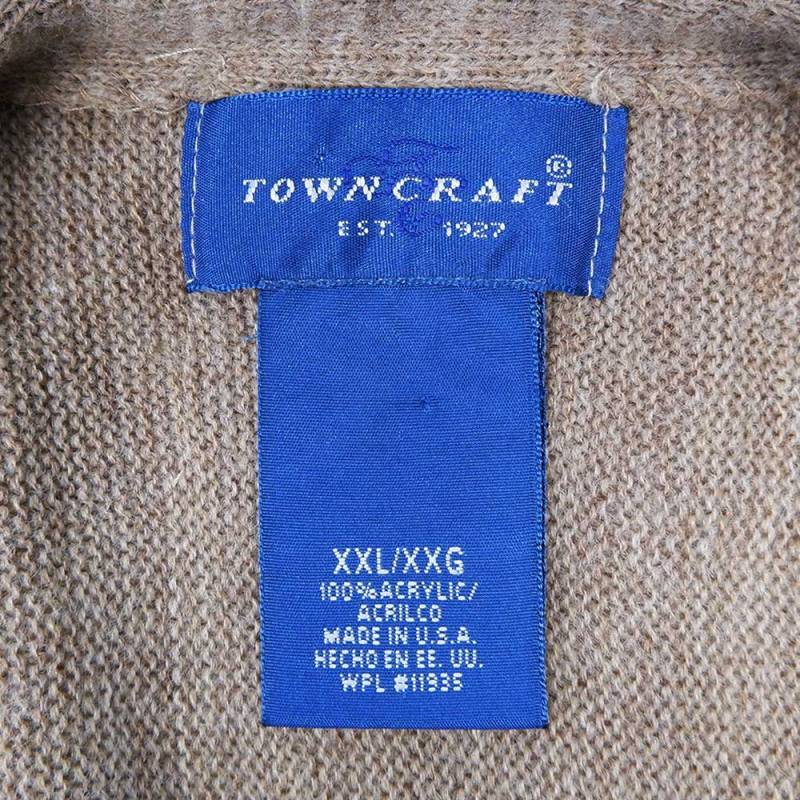 TOWNCRAFT®
EST. 1927
XXL/XXG
100% ACRYLIC/
ACRILCO
MADE IN U.S.A.
HECHO EN EE. UU.
WPL #11935